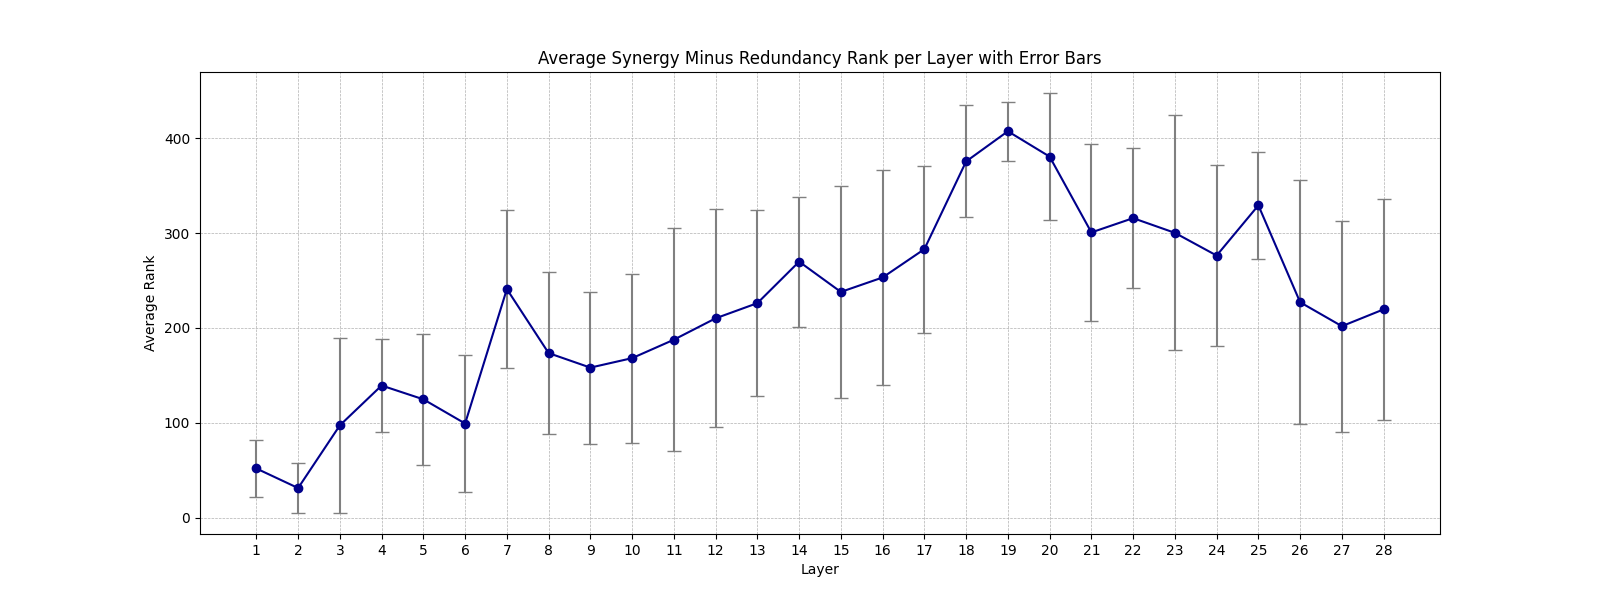 Average Synergy Minus Redundancy Rank per Layer with Error Bars
Average Rank
400
300
200
100
0
1 2 3 4 5 6 7 8 9 10 11 12 13 14 15 16 17 18 19 20 21 22 23 24 25 26 27 28
Layer